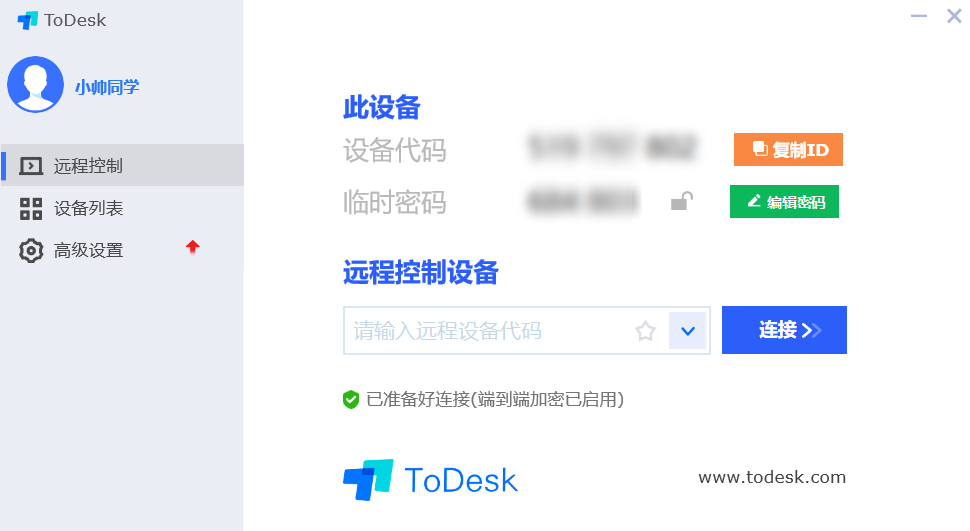 ToDesk
小帅同学
远程控制
设备列表
高级设置
此设备
设备代码
复制ID
临时密码
编辑密码
远程控制设备
请输入远程设备代码
连接
已准备好连接(端到端加密已启用)
ToDesk
www.todesk.com